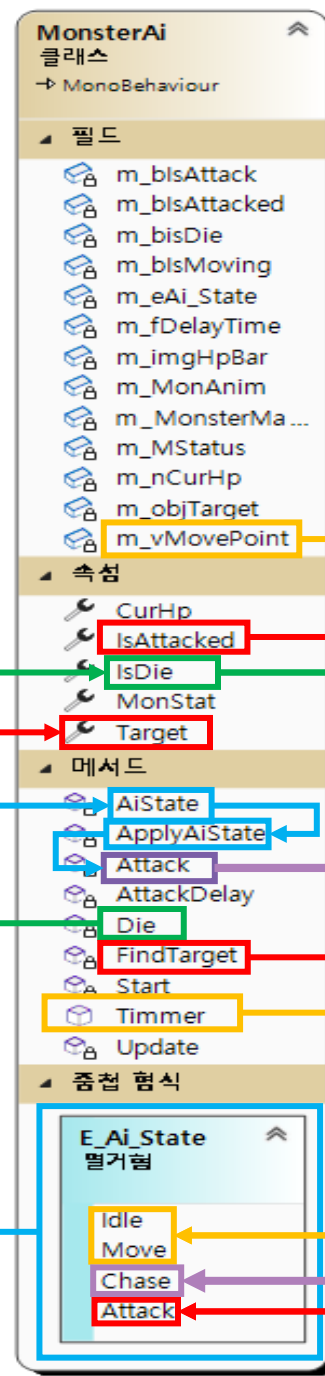 MonsterAi
클래스
MonoBehaviour
필드
m_bIsAttack
m_bIsAttacked
m_bisDie
m_bIsMoving
m_eAi_State
m_fDelayTime
m_imgHpBar
m_MonAnim
m_MonsterMa...
m_MStatus
m_nCurHp
m_objTarget
m_vMovePoint
속성
CurHp
IsAttacked
IsDie
MonStat
Target
메서드
AiState
ApplyAiState
Attack
AttackDelay
Die
FindTarget
Start
Timmer
Update
중첩 형식
E_Ai_State
열거형
Idle
Move
Chase
Attack